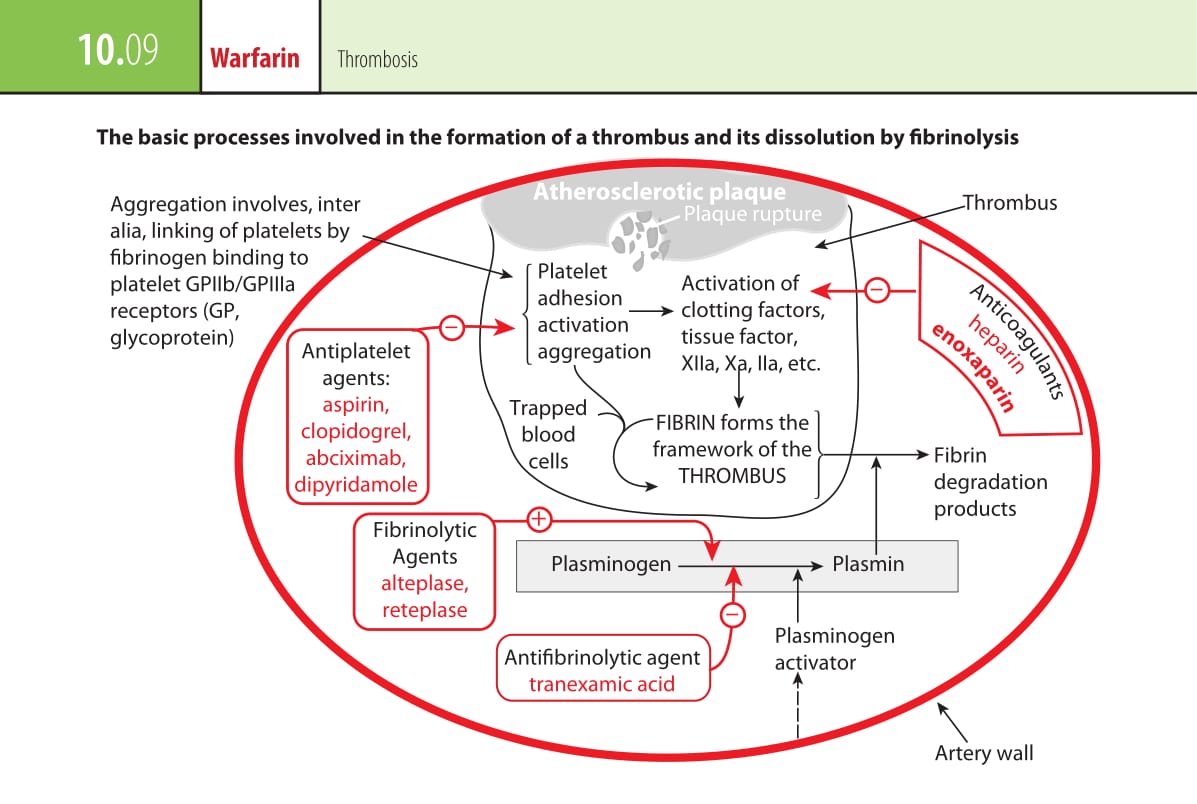 10.09
Warfarin
Thrombosis
The basic processes involved in the formation of a thrombus and its dissolution by fibrinolysis
Aggregation involves, inter
alia, linking of platelets by
fibrinogen binding to
platelet GPIIb/GPIIIa
receptors (GP,
glycoprotein)
Atherosclerotic plaque
Plaque rupture
Thrombus
Platelet
adhesion
activation
aggregation
Activation of
clotting factors,
tissue factor,
XIIa, Xa, IIa, etc.
Anticoagulants
heparin
enoxaparin
Antiplatelet
agents:
aspirin,
clopidogrel,
abciximab,
dipyridamole
Trapped
blood
cells
FIBRIN forms the
framework of the
THROMBUS
Fibrin
degradation
products
Fibrinolytic
Agents
alteplase,
reteplase
Plasminogen
Plasmin
Antifibrinolytic agent
tranexamic acid
Plasminogen
activator
Artery wall